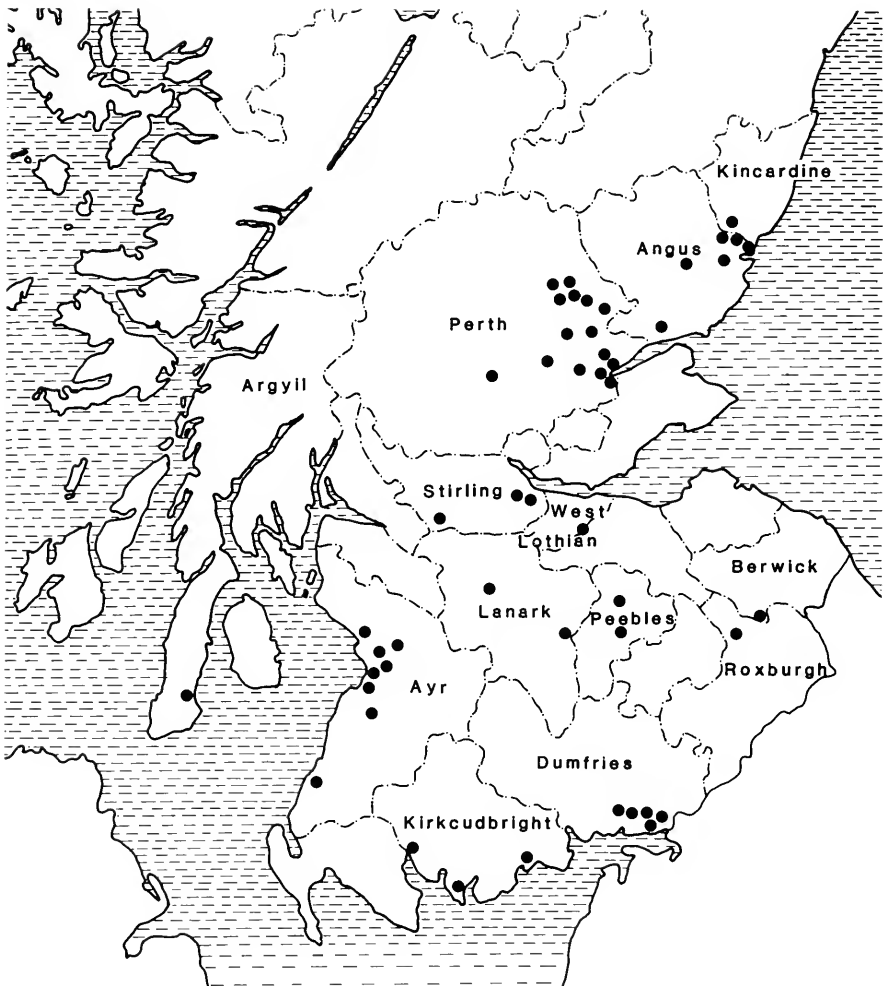 Kincardine
Angus
Perth
Argyll
Stirling
West
Lothian
Berwick
Lanark
Peebles
Roxburgh
Ayr
Dumfries
Kirkcudbright